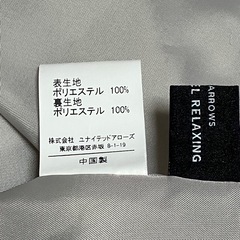 表生地
ポリエステル 100%
裏生地
ポリエステル 100%
株式会社 ユナイテッドアローズ
東京都港区赤坂 8-1-19
中国製
ARROWS
RELAXING